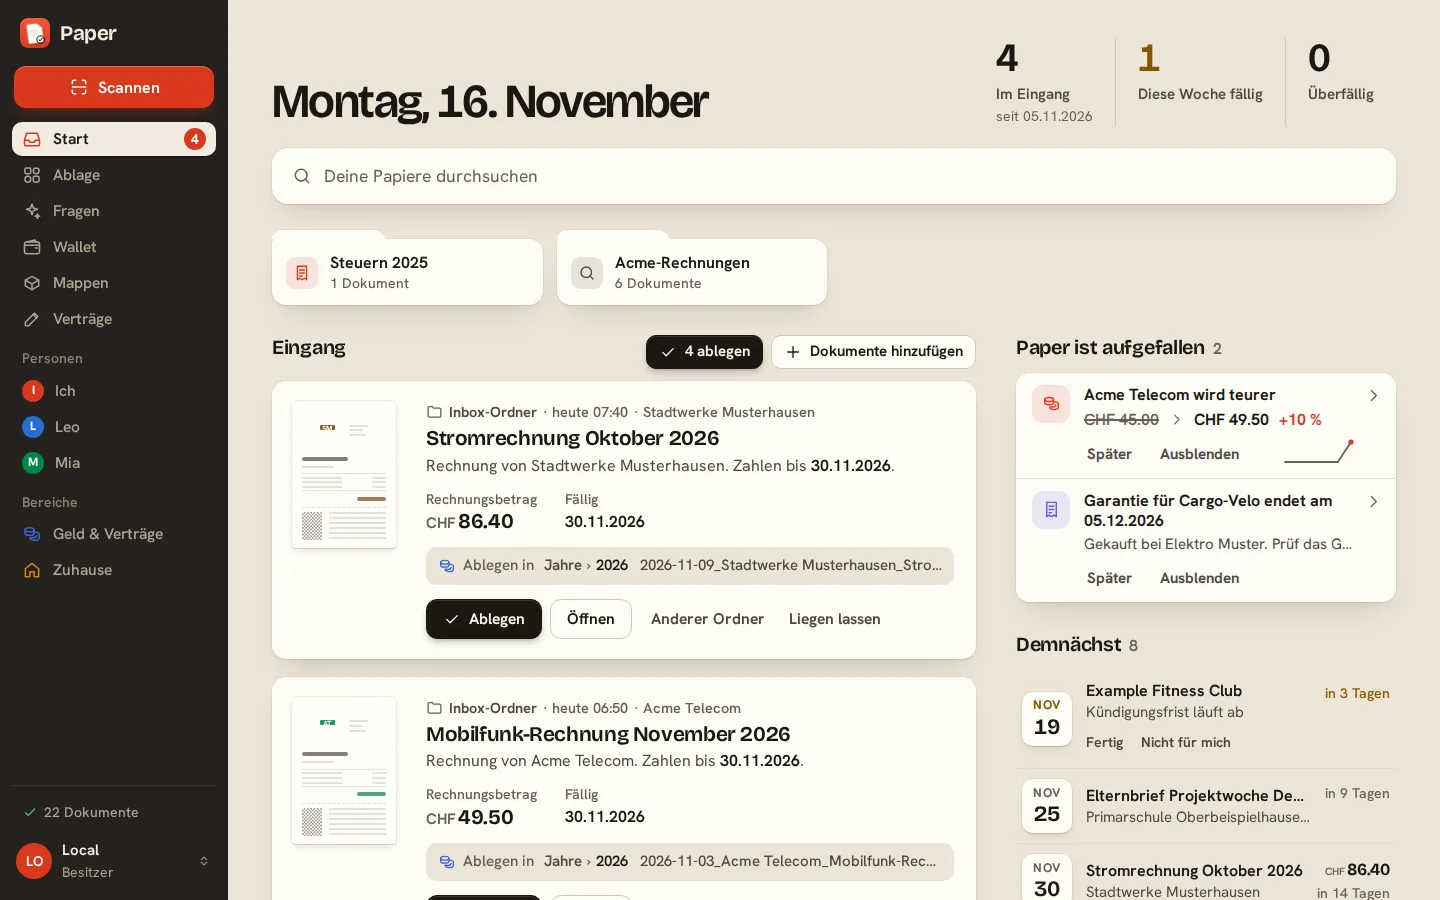 Paper
Scannen
Start 4
Ablage
Fragen
Wallet
Mappen
Verträge
Personen
I Ich
L Leo
M Mia
Bereiche
Geld & Verträge
Zuhause
22 Dokumente
LO Local
Besitzer
Montag, 16. November
4
Im Eingang
seit 05.11.2026
1
Diese Woche fällig
0
Überfällig
Deine Papiere durchsuchen
Steuern 2025
1 Dokument
Acme-Rechnungen
6 Dokumente
Eingang
4 ablegen
Dokumente hinzufügen
Inbox-Ordner · heute 07:40 · Stadtwerke Musterhausen
Stromrechnung Oktober 2026
Rechnung von Stadtwerke Musterhausen. Zahlen bis 30.11.2026.
Rechnungsbetrag Fällig
CHF 86.40 30.11.2026
Ablegen in Jahre › 2026 2026-11-09_Stadtwerke Musterhausen_Stro…
Ablegen Öffnen Anderer Ordner Liegen lassen
SM
Inbox-Ordner · heute 06:50 · Acme Telecom
Mobilfunk-Rechnung November 2026
Rechnung von Acme Telecom. Zahlen bis 30.11.2026.
Rechnungsbetrag Fällig
CHF 49.50 30.11.2026
Ablegen in Jahre › 2026 2026-11-03_Acme Telecom_Mobilfunk-Rec…
AT
Paper ist aufgefallen 2
Acme Telecom wird teurer
CHF 45.00 CHF 49.50 +10 %
Später Ausblenden
Garantie für Cargo-Velo endet am
05.12.2026
Gekauft bei Elektro Muster. Prüf das G…
Später Ausblenden
Demnächst 8
NOV
19
Example Fitness Club in 3 Tagen
Kündigungsfrist läuft ab
Fertig Nicht für mich
NOV
25
Elternbrief Projektwoche De… in 9 Tagen
Primarschule Oberbeispielhause…
NOV
30
Stromrechnung Oktober 2026 CHF 86.40
Stadtwerke Musterhausen in 14 Tagen